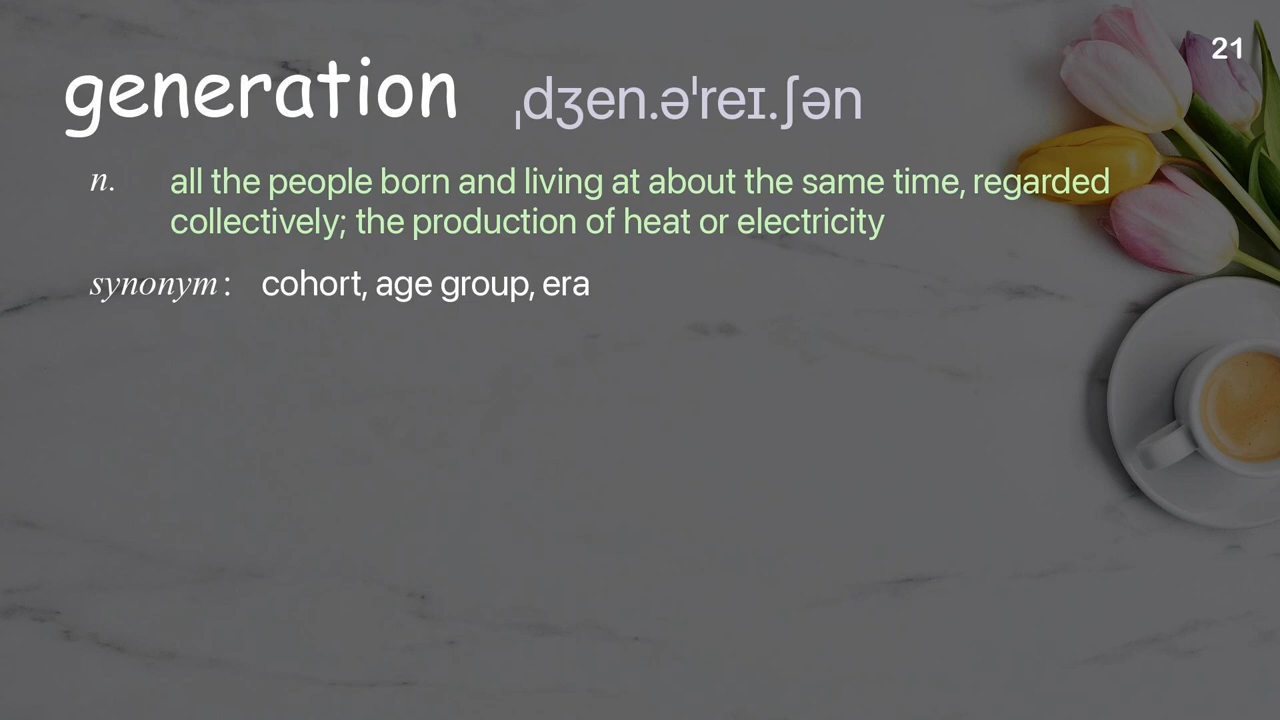 21
generation ˌdʒen.əˈreɪ.ʃən
n. all the people born and living at about the same time, regarded
collectively; the production of heat or electricity
synonym: cohort, age group, era